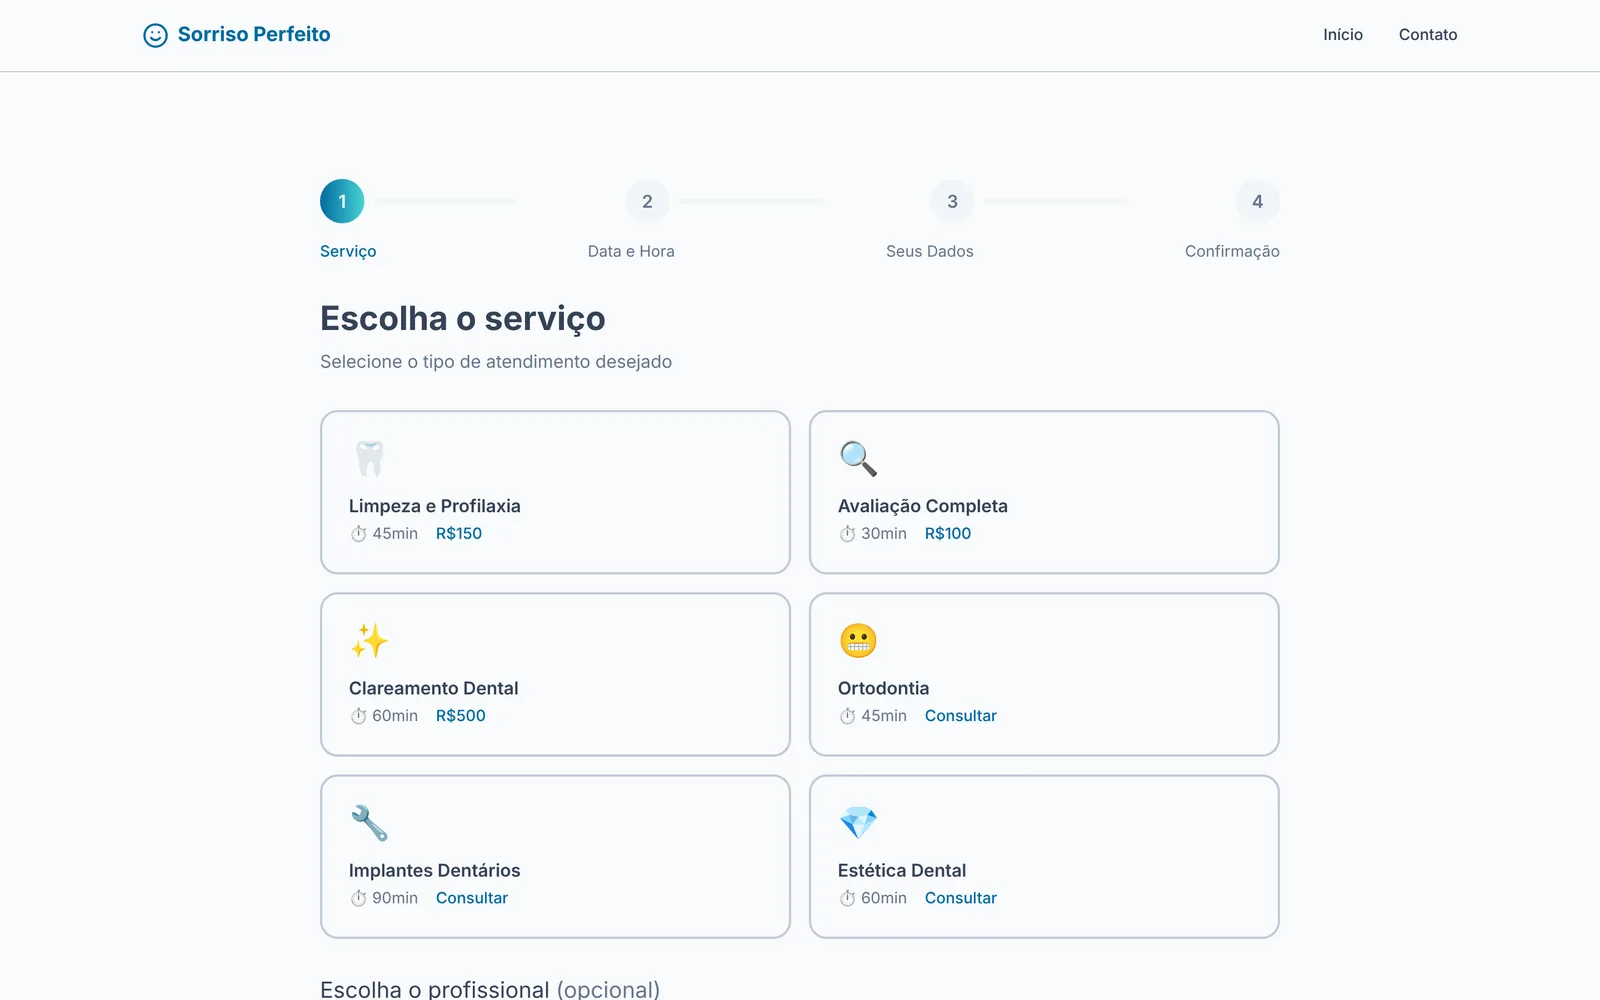 Sorriso Perfeito
Início Contato
1 2 3 4
Serviço Data e Hora Seus Dados Confirmação
Escolha o serviço
Selecione o tipo de atendimento desejado
Limpeza e Profilaxia
45min R$150
Avaliação Completa
30min R$100
Clareamento Dental
60min R$500
Ortodontia
45min Consultar
Implantes Dentários
90min Consultar
Estética Dental
60min Consultar
Escolha o profissional (opcional)